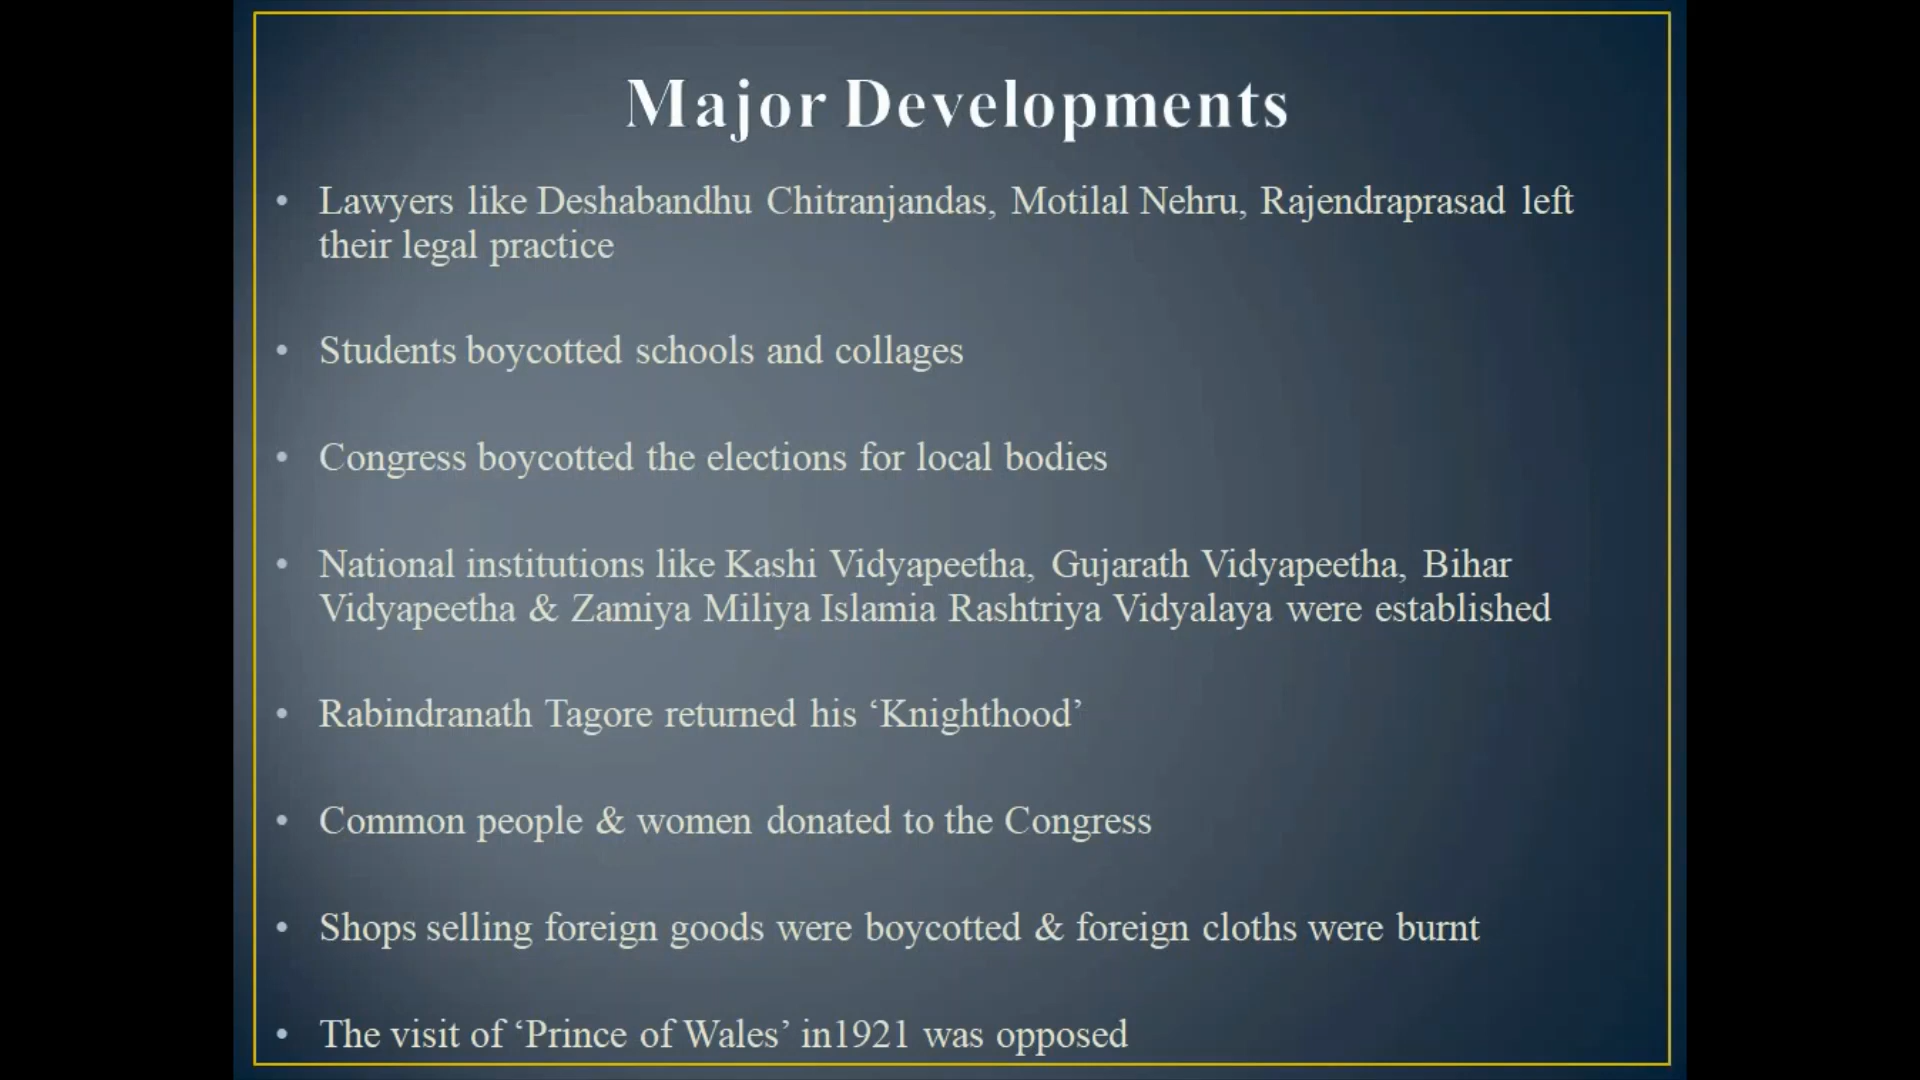 Major Developments
• Lawyers like Deshabandhu Chitranjandas, Motilal Nehru, Rajendraprasad left
their legal practice
• Students boycotted schools and collages
• Congress boycotted the elections for local bodies
• National institutions like Kashi Vidyapeetha, Gujarath Vidyapeetha, Bihar
Vidyapeetha & Zamiya Miliya Islamia Rashtriya Vidyalaya were established
• Rabindranath Tagore returned his ‘Knighthood’
• Common people & women donated to the Congress
• Shops selling foreign goods were boycotted & foreign cloths were burnt
• The visit of ‘Prince of Wales’ in1921 was opposed